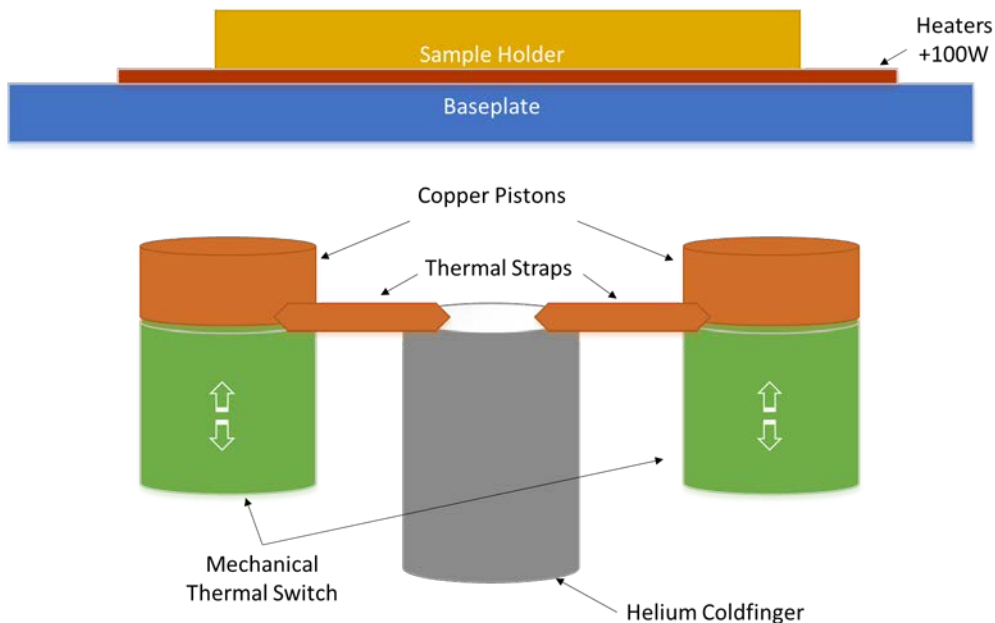 Heaters
+100W
Sample Holder
Baseplate
Copper Pistons
Thermal Straps
Mechanical
Thermal Switch
Helium Coldfinger